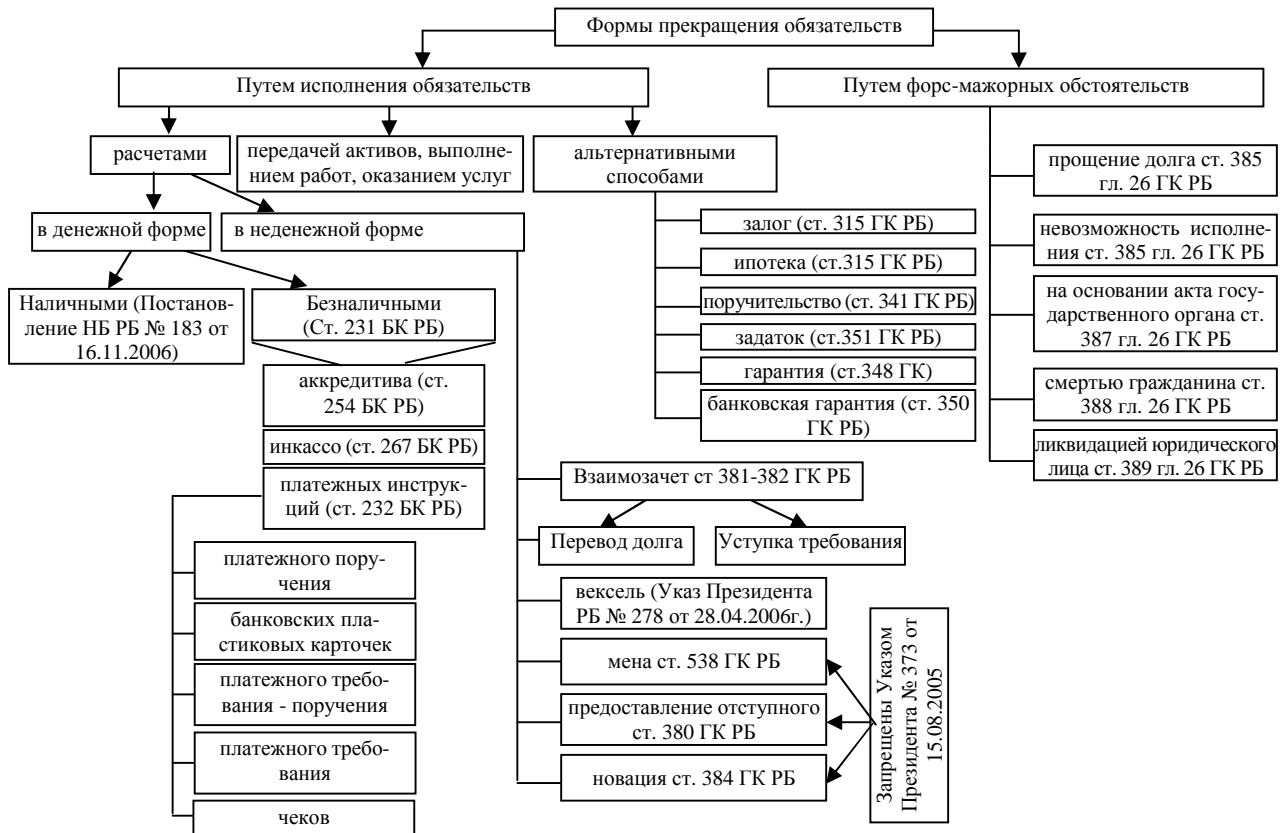 Формы прекращения обязательств
Путем исполнения обязательств
Путем форс-мажорных обстоятельств
расчетами
передачей активов, выполне-
нием работ, оказанием услуг
альтернативными
способами
в денежной форме
в неденежной форме
Наличными (Постанов-
ление НБ РБ № 183 от
16.11.2006)
Безналичными
(Ст. 231 БК РБ)
аккредитива (ст.
254 БК РБ)
инкассо (ст. 267 БК РБ)
платежных инструк-
ций (ст. 232 БК РБ)
платежного пору-
чения
банковских пла-
стиковых карточек
платежного требо-
вания - поручения
платежного требо-
вания
чеков
залог (ст. 315 ГК РБ)
ипотека (ст.315 ГК РБ)
поручительство (ст. 341 ГК РБ)
задаток (ст.351 ГК РБ)
гарантия (ст.348 ГК)
банковская гарантия (ст. 350
ГК РБ)
Взаимозачет ст 381-382 ГК РБ
Перевод долга
Уступка требования
вексель (Указ Президента
РБ № 278 от 28.04.2006г.)
мена ст. 538 ГК РБ
предоставление отступного
ст. 380 ГК РБ
новация ст. 384 ГК РБ
Запрещены Указом
Президента № 373 от
15.08.2005
прощение долга ст. 385
гл. 26 ГК РБ
невозможность исполне-
ния ст. 385 гл. 26 ГК РБ
на основании акта госу-
дарственного органа ст.
387 гл. 26 ГК РБ
смертью гражданина ст.
388 гл. 26 ГК РБ
ликвидацией юридического
лица ст. 389 гл. 26 ГК РБ